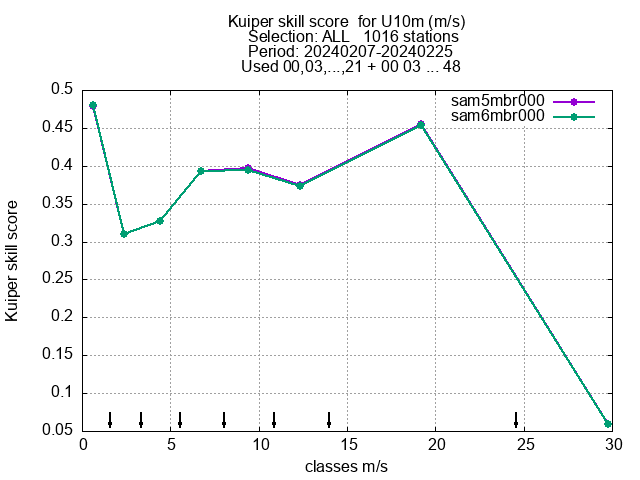 Kuiper skill score  for U10m (m/s)
Selection: ALL   1016 stations
Period: 20240207-20240225
Used 00,03,...,21 + 00 03 ... 48
sam5mbr000
sam6mbr000
0.5
0.45
0.4
0.35
0.3
0.25
0.2
0.15
0.1
0.05
Kuiper skill score
0 5 10 15 20 25 30
classes m/s